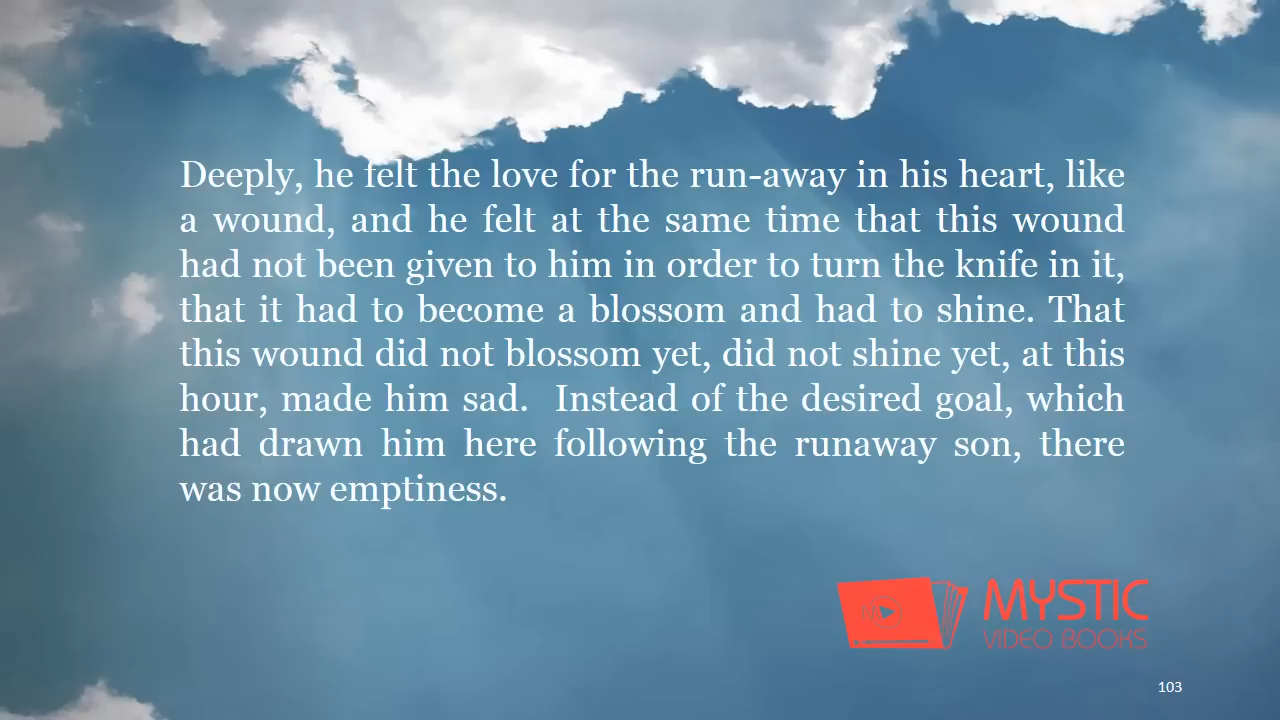 Deeply, he felt the love for the run-away in his heart, like
a wound, and he felt at the same time that this wound
had not been given to him in order to turn the knife in it,
that it had to become a blossom and had to shine. That
this wound did not blossom yet, did not shine yet, at this
hour, made him sad.  Instead of the desired goal, which
had drawn him here following the runaway son, there
was now emptiness.
MYSTIC
VIDEO BOOKS
103